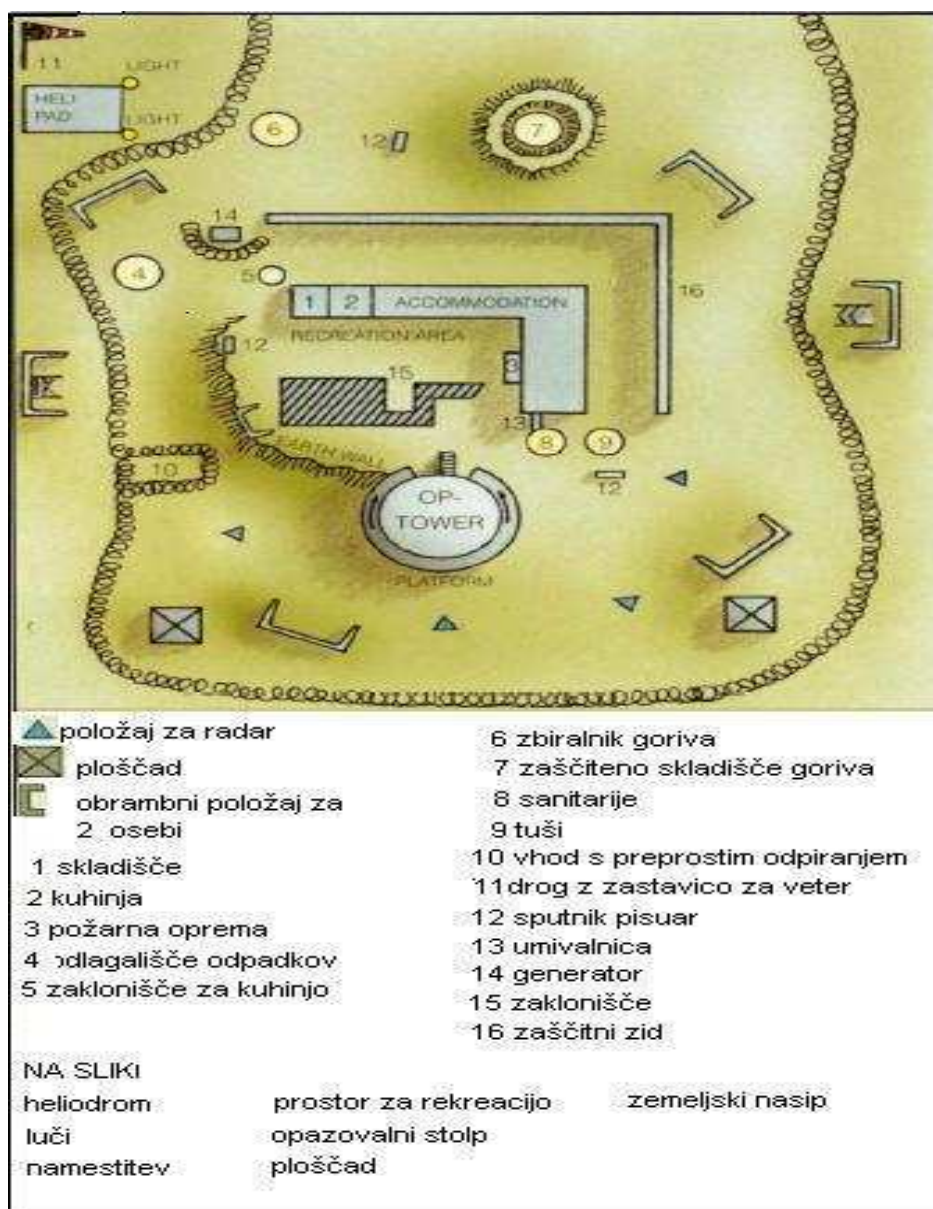 11
LIGHT
HELI
PAD
LIGHT
6
12
7
14
4
5
1 2 ACCOMMODATION
16
RECREATION AREA
12
3
15
13
EARTH WALL
8 9
10
12
OP-
TOWER
PLATFORM
položaj za radar
ploščad
obrambni položaj za
2 osebi
1 skladišče
2 kuhinja
3 požarna oprema
4 odlagališče odpadkov
5 zaklonišče za kuhinjo
6 zbiralnik goriva
7 zaščiteno skladišče goriva
8 sanitarije
9 tuši
10 vhod s preprostim odpiranjem
11drog z zastavico za veter
12 sputnik pisuar
13 umivalnica
14 generator
15 zaklonišče
16 zaščitni zid
NA SLIKI
heliodrom prostor za rekreacijo zemeljski nasip
luči opazovalni stolp
namestitev ploščad